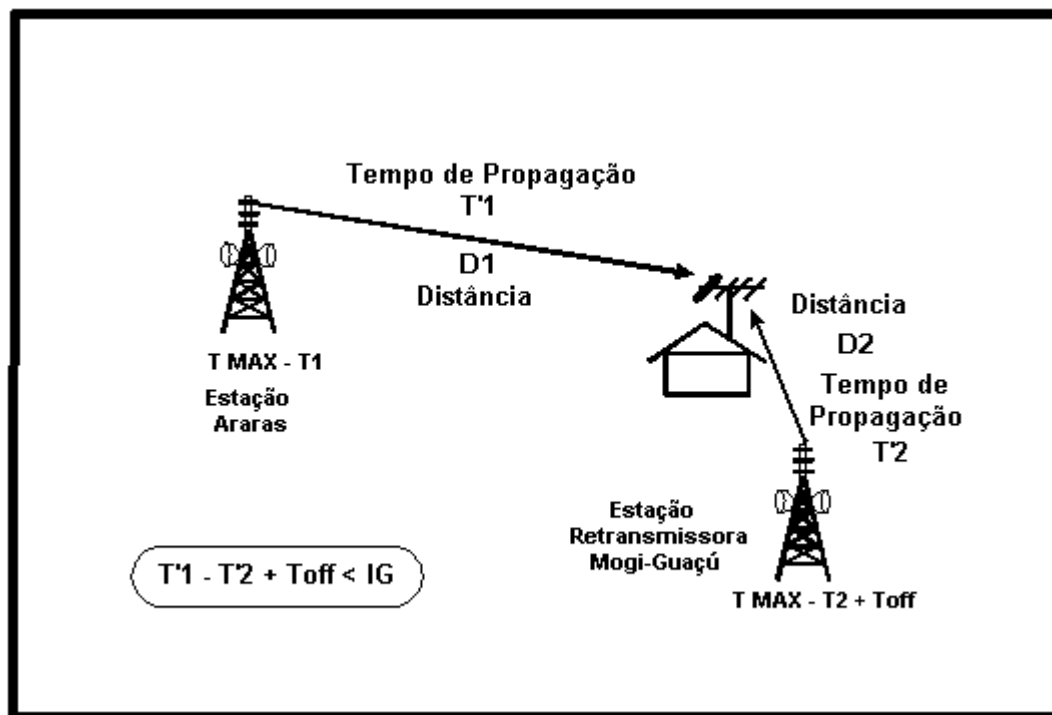 Tempo de Propagação
T'1
D1
Distância
T MAX - T1
Estação
Araras
Distância
D2
Tempo de
Propagação
T'2
Estação
Retransmissora
Mogi-Guaçú
T MAX - T2 + Toff
T'1 - T'2 + Toff < IG